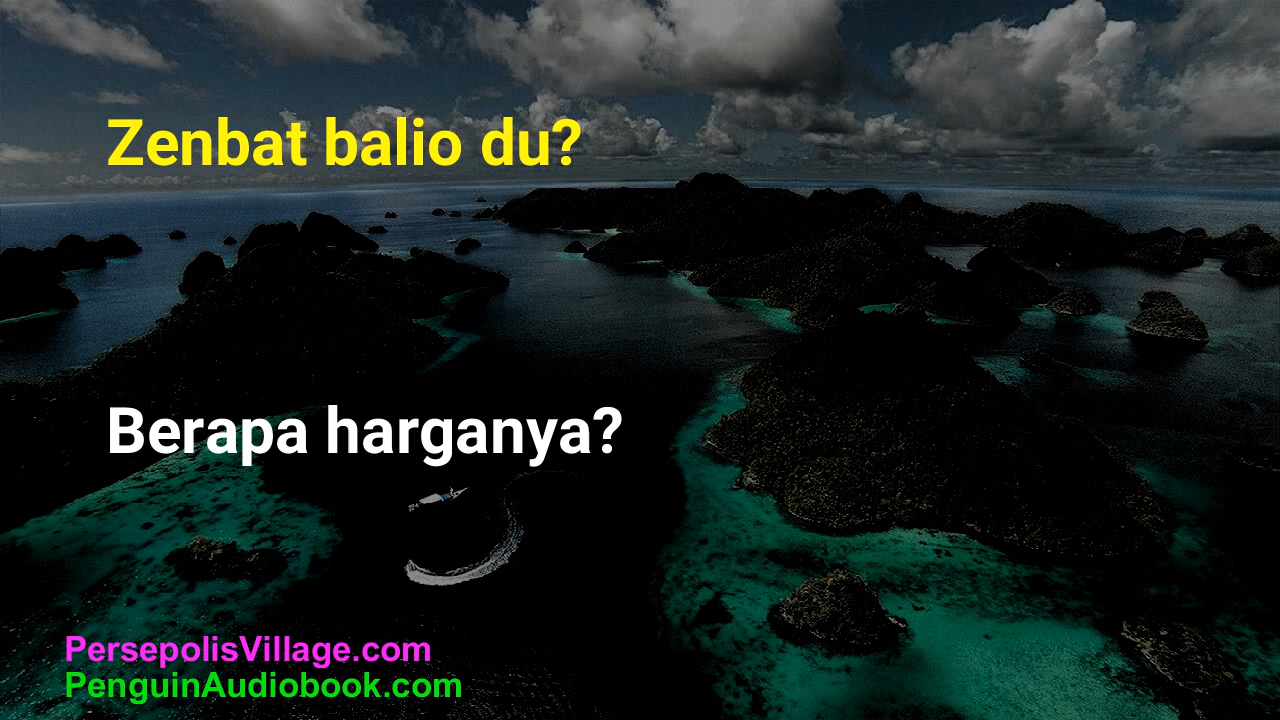 Zenbat balio du?
Berapa harganya?
PersepolisVillage.com
PenguinAudiobook.com